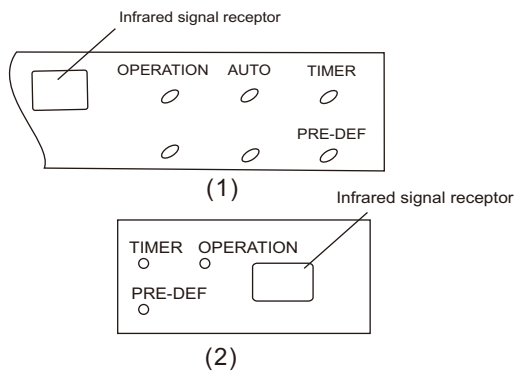 Infrared signal receptor
OPERATION AUTO TIMER
PRE-DEF
(1)
Infrared signal receptor
TIMER OPERATION
PRE-DEF
(2)